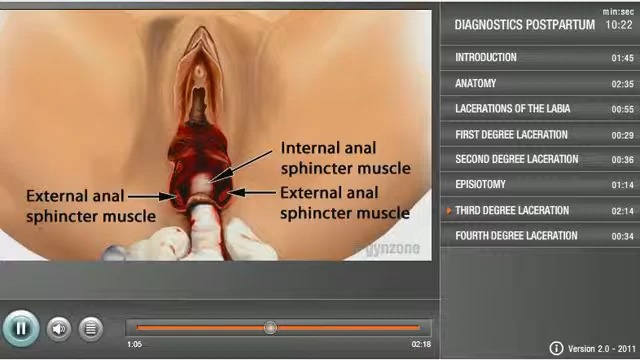 min:sec
DIAGNOSTICS POSTPARTUM 10:22
INTRODUCTION 01:45
ANATOMY 02:35
LACERATIONS OF THE LABIA 00:55
FIRST DEGREE LACERATION 00:29
SECOND DEGREE LACERATION 00:36
EPISIOTOMY 01:14
THIRD DEGREE LACERATION 02:14
FOURTH DEGREE LACERATION 00:34
Internal anal
sphincter muscle
External anal
sphincter muscle
External anal
sphincter muscle
gynzone
1:05 02:18
i Version 2.0 - 2011